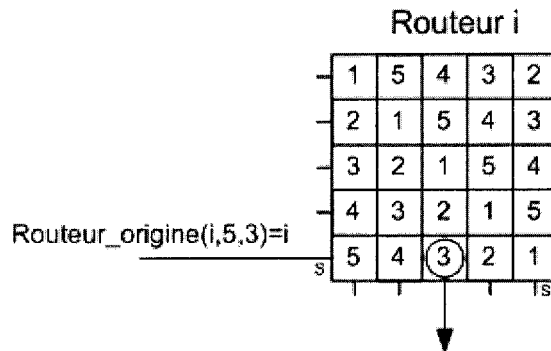 Routeur i
1 5 4 3 2
2 1 5 4 3
3 2 1 5 4
4 3 2 1 5
Routeur_origine(i,5,3)=i
s 5 4 3 2 1
s